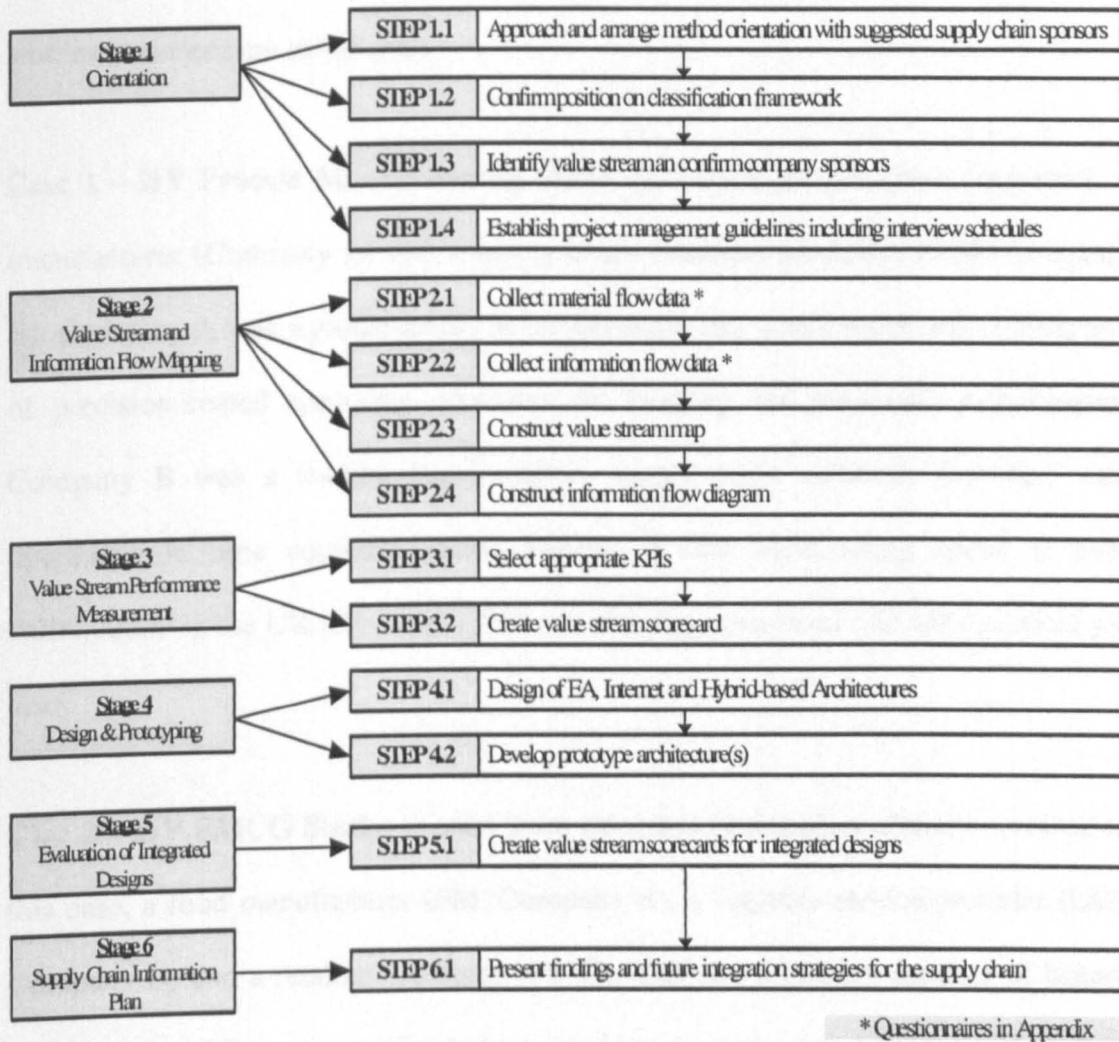 Stage 1
Orientation
STEP 1.1 Approach and arrange method orientation with suggested supply chain sponsors
STEP 1.2 Confirm position on classification framework
STEP 1.3 Identify value stream an confirm company sponsors
STEP 1.4 Establish project management guidelines including interview schedules
Stage 2
Value Stream and
Information Flow Mapping
STEP 2.1 Collect material flow data *
STEP 2.2 Collect information flow data *
STEP 2.3 Construct value stream map
STEP 2.4 Construct information flow diagram
Stage 3
Value Stream Performance
Measurement
STEP 3.1 Select appropriate KPIs
STEP 3.2 Create value stream scorecard
Stage 4
Design & Prototyping
STEP 4.1 Design of EA, Internet and Hybrid-based Architectures
STEP 4.2 Develop prototype architecture(s)
Stage 5
Evaluation of Integrated
Designs
STEP 5.1 Create value stream scorecards for integrated designs
Stage 6
Supply Chain Information
Plan
STEP 6.1 Present findings and future integration strategies for the supply chain
* Questionnaires in Appendix